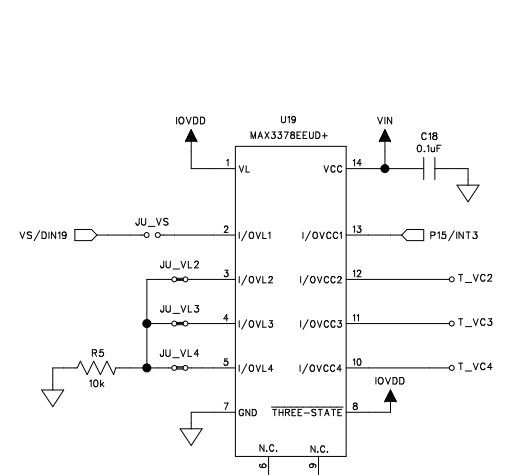 U19
MAX3378EEUD+
IOVDD
VIN
C18
0.1uF
1 VL VCC 14
JU_VS
VS/DIN19 2 I/OVL1 I/OVCC1 13 P15/INT3
JU_VL2
3 I/OVL2 I/OVCC2 12 T_VC2
JU_VL3
4 I/OVL3 I/OVCC3 11 T_VC3
R5
JU_VL4
5 I/OVL4 I/OVCC4 10 T_VC4
10k
IOVDD
7 GND THREE-STATE 8
N.C. N.C.
6 9